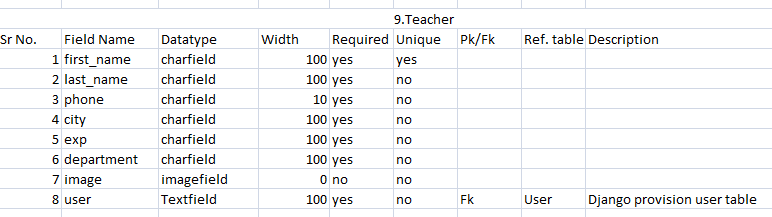 9.Teacher
Sr No. Field Name Datatype Width Required Unique Pk/Fk Ref. table Description
1 first_name charfield 100 yes yes
2 last_name charfield 100 yes no
3 phone charfield 10 yes no
4 city charfield 100 yes no
5 exp charfield 100 yes no
6 department charfield 100 yes no
7 image imagefield 0 no no
8 user Textfield 100 yes no Fk User Django provision user table